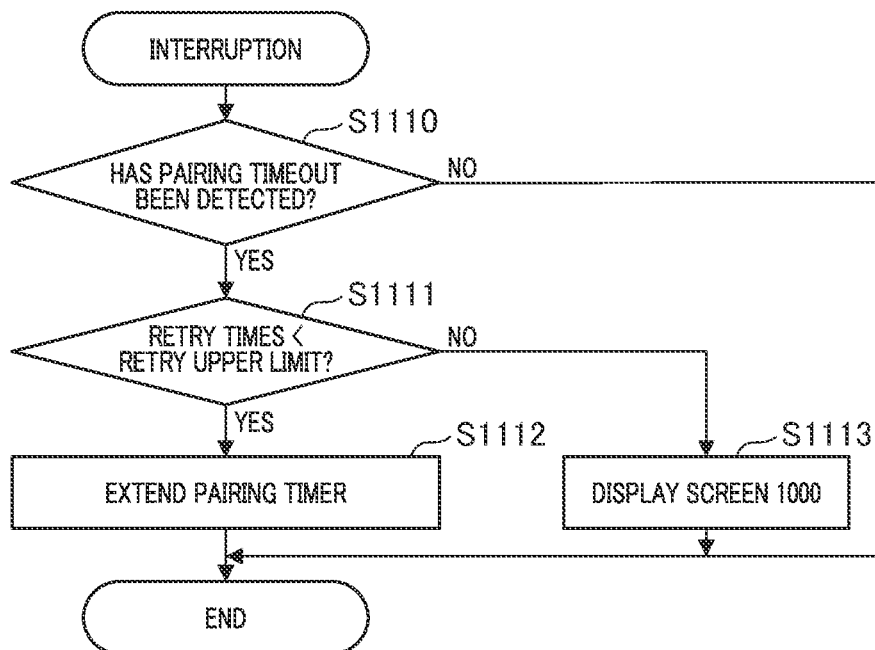 INTERRUPTION
S1110
HAS PAIRING TIMEOUT
BEEN DETECTED?
NO
YES
S1111
RETRY TIMES <
RETRY UPPER LIMIT?
NO
YES
S1112
EXTEND PAIRING TIMER
S1113
DISPLAY SCREEN 1000
END